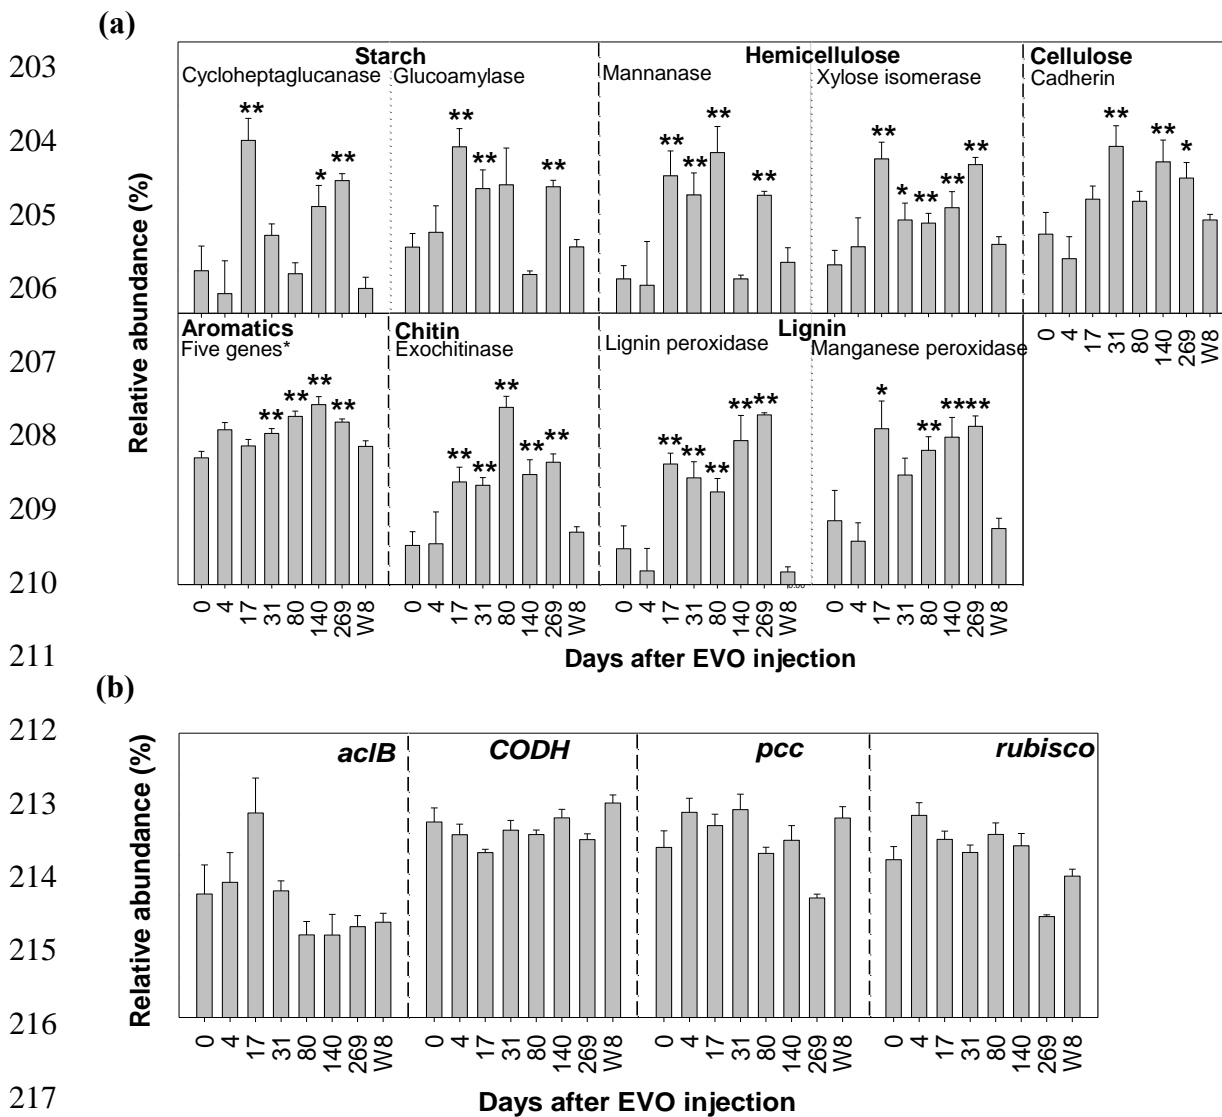 (a)
203
204
205
206
207
208
209
210
211
212
213
214
215
216
217
Relative abundance (%)
Starch
Hemicellulose
Cellulose
Cycloheptaglucanase
Glucoamylase
Mannanase
Xylose isomerase
Cadherin
** * **
** ** **
** ** ** **
** * ** ** **
** ** *
0 4 17 31 80 140 269 W8
Aromatics
Chitin
Lignin
Five genes*
Exochitinase
Lignin peroxidase
Manganese peroxidase
** ** ** **
** ** ** ** **
** ** ** ** **
* ** ** **
0 4 17 31 80 140 269 W8
0 4 17 31 80 140 269 W8
0 4 17 31 80 140 269 W8
0 4 17 31 80 140 269 W8
Days after EVO injection
(b)
Relative abundance (%)
aclB
CODH
pcc
rubisco
0 4 17 31 80 140 269 W8
0 4 17 31 80 140 269 W8
0 4 17 31 80 140 269 W8
0 4 17 31 80 140 269 W8
Days after EVO injection